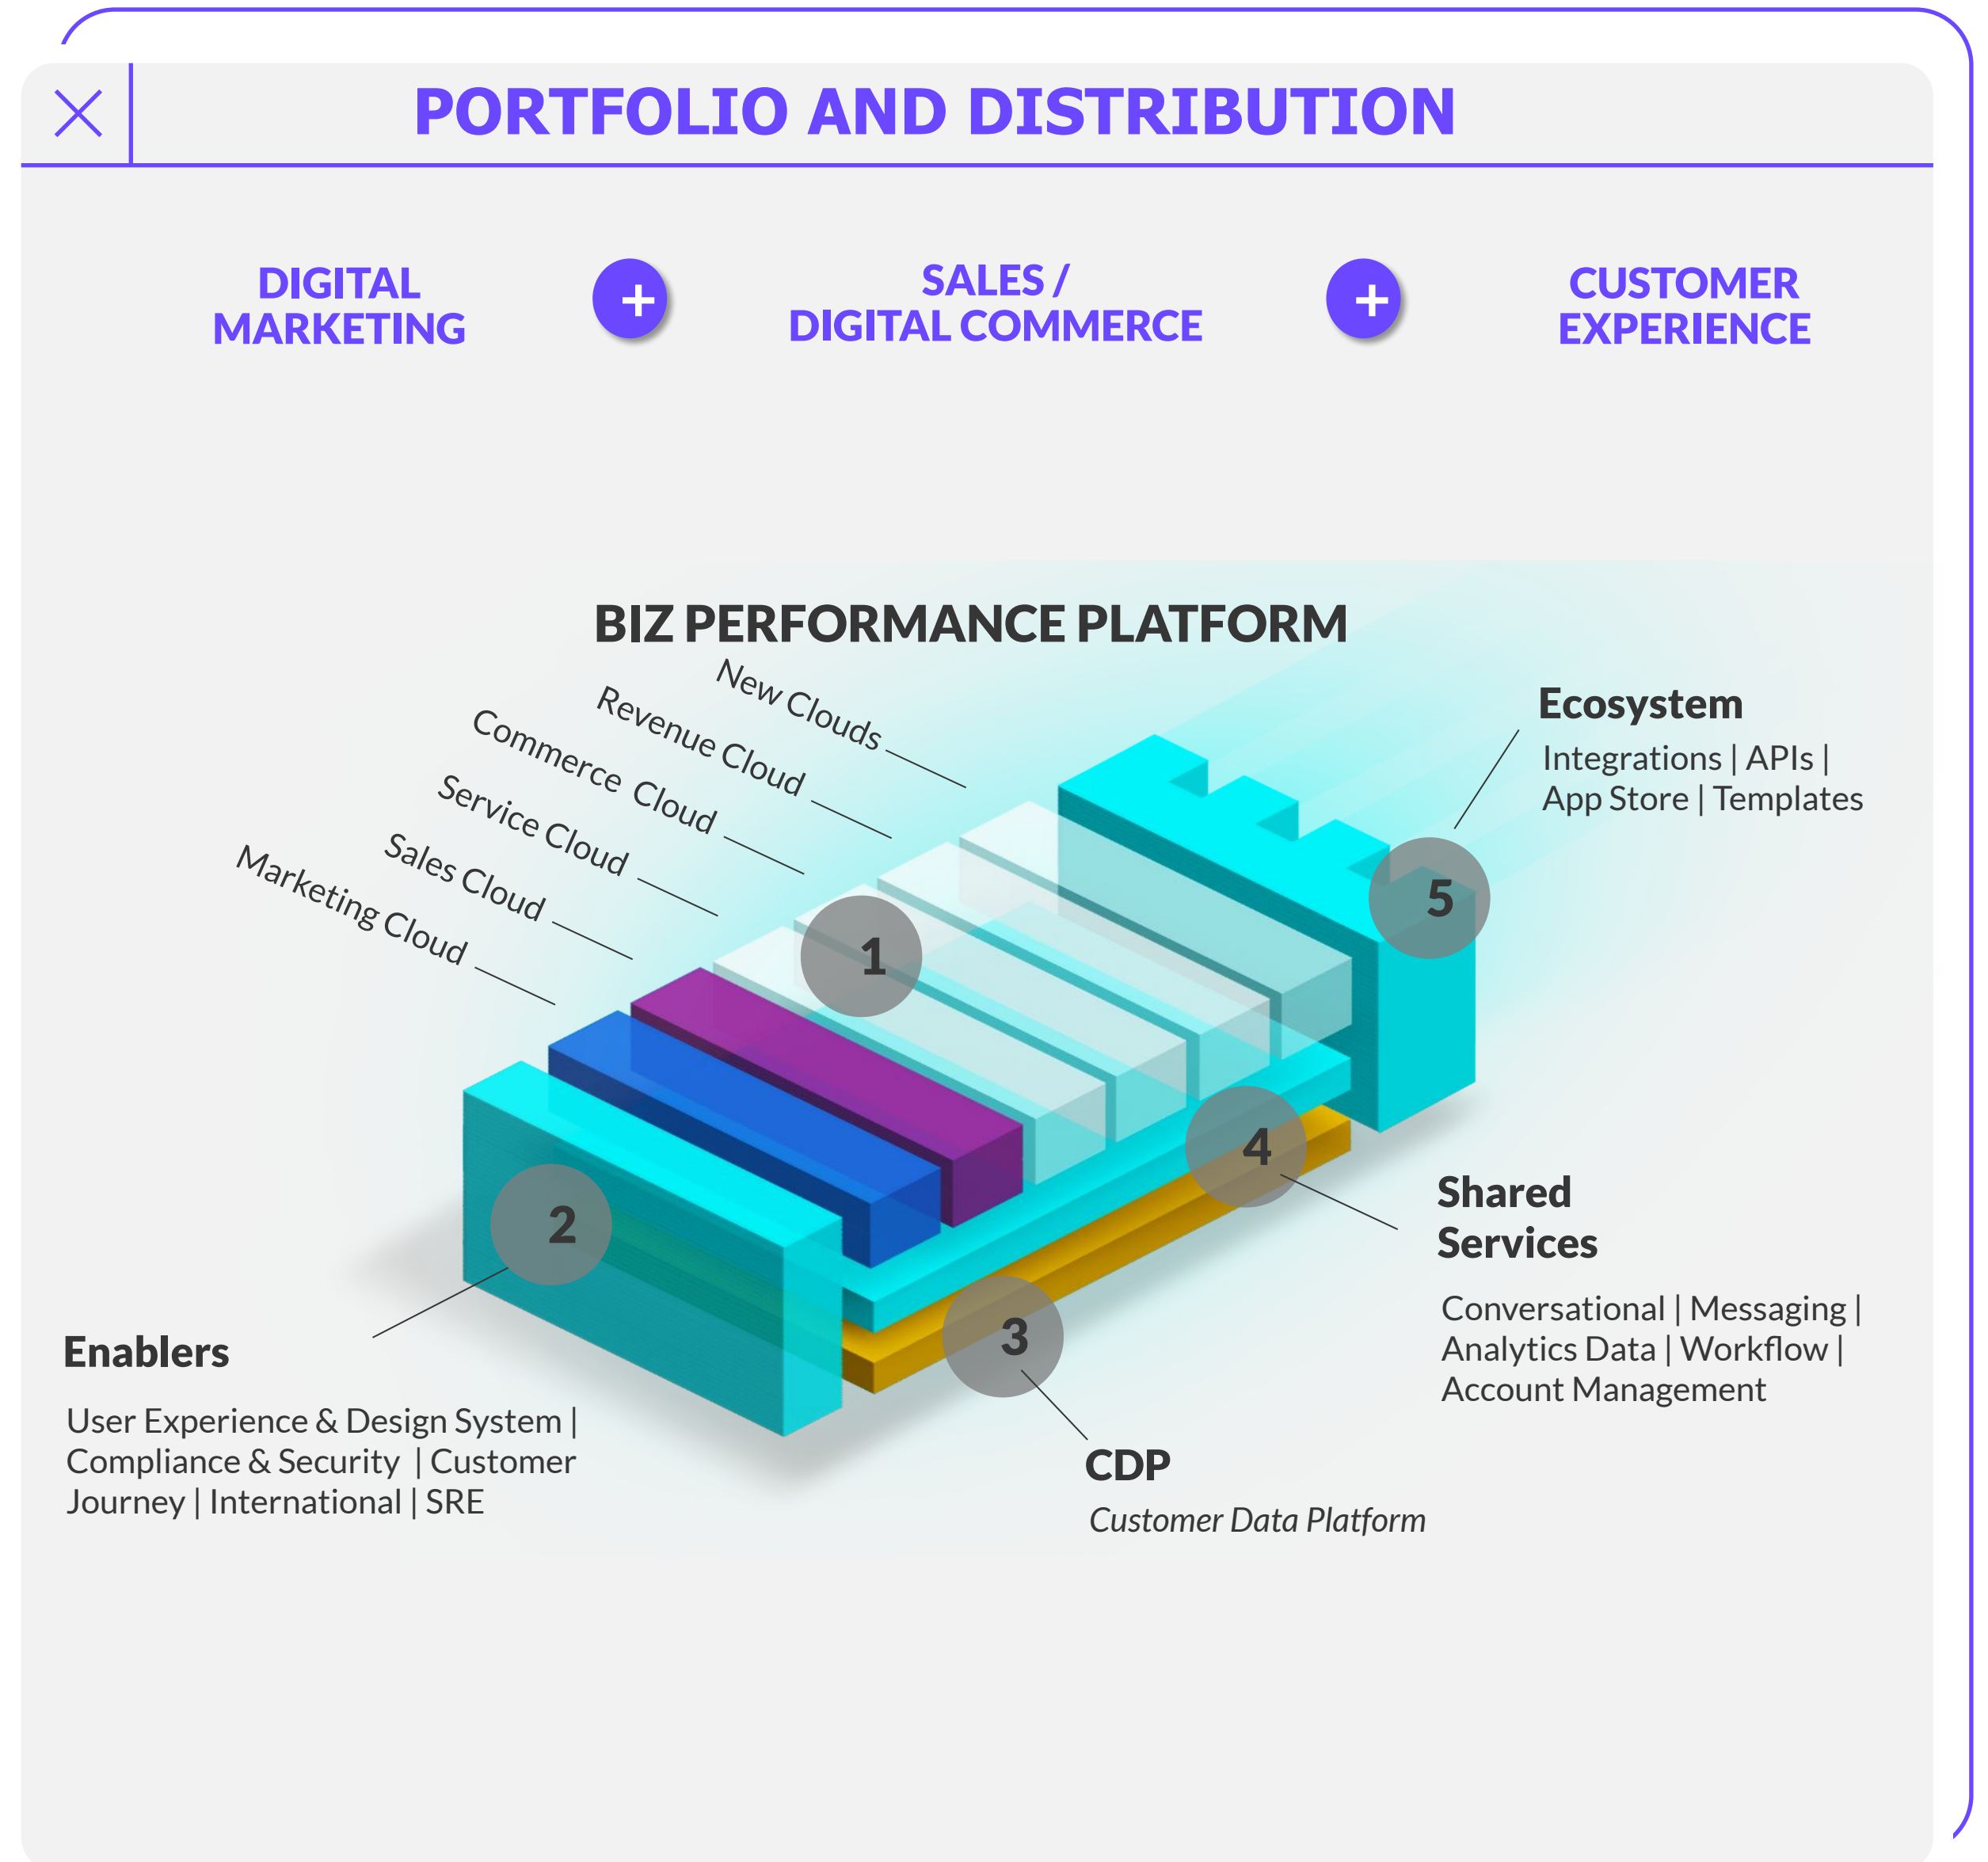 PORTFOLIO AND DISTRIBUTION
DIGITAL
MARKETING
+
SALES /
DIGITAL COMMERCE
+
CUSTOMER
EXPERIENCE
BIZ PERFORMANCE PLATFORM
New Clouds
Revenue Cloud
Commerce Cloud
Service Cloud
Sales Cloud
Marketing Cloud
Ecosystem
Integrations | APIs |
App Store | Templates
5
1
4
2
3
Shared
Services
Conversational | Messaging |
Analytics Data | Workflow |
Account Management
Enablers
User Experience & Design System |
Compliance & Security | Customer
Journey | International | SRE
CDP
Customer Data Platform